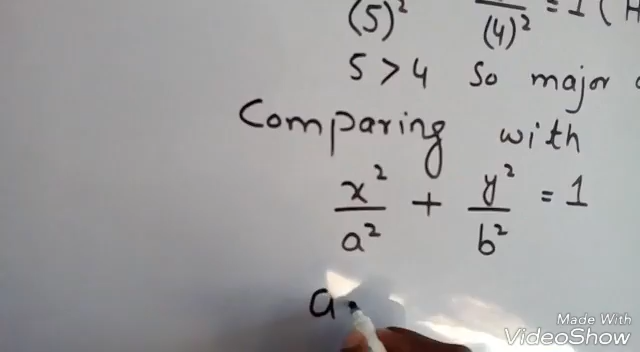 (5)² (4)² = 1 (H
5 > 4 So major
Comparing with
x²/a² + y²/b² = 1
a
Made With
VideoShow